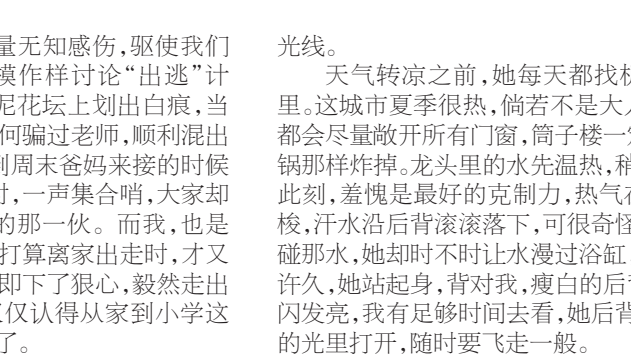 量无知感伤,驱使我们
模作样讨论“出逃”计
尼花坛上划出白痕,当
何骗过老师,顺利混出
到周末爸妈来接的时候
时,一声集合哨,大家却
的那一伙。而我,也是
打算离家出走时,才又
即下了狠心,毅然走出
仅认得从家到小学这
了。
光线。
天气转凉之前,她每天都找机
里。这城市夏季很热,倘若不是大人
都会尽量敞开所有门窗,筒子楼一
锅那样炸掉。龙头里的水先温热,稍
此刻,羞愧是最好的克制力,热气在
梭,汗水沿后背滚滚落下,可很奇怪
碰那水,她却时不时让水漫过浴缸
许久,她站起身,背对我,瘦白的后背
闪发亮,我有足够时间去看,她后背
的光里打开,随时要飞走一般。